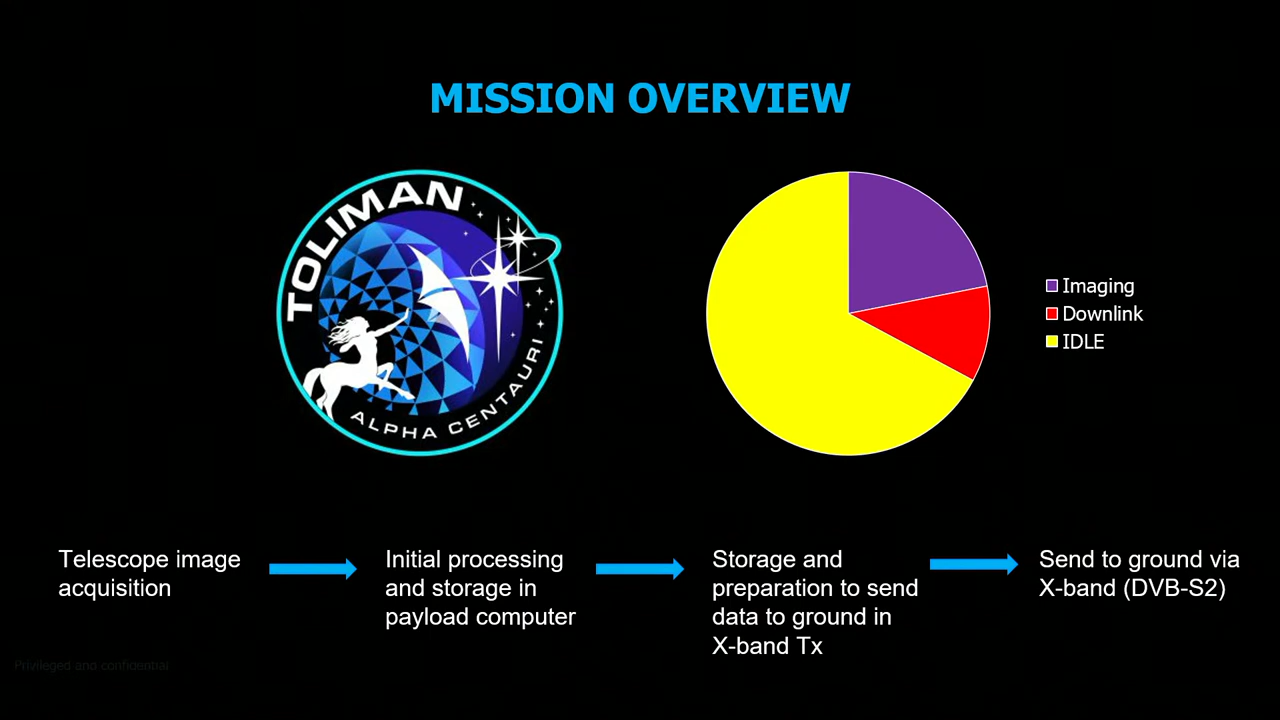 MISSION OVERVIEW
TOLIMAN
ALPHA CENTAURI
Imaging
Downlink
IDLE
Telescope image
acquisition
Initial processing
and storage in
payload computer
Storage and
preparation to send
data to ground in
X-band Tx
Send to ground via
X-band (DVB-S2)
Privileged and confidential